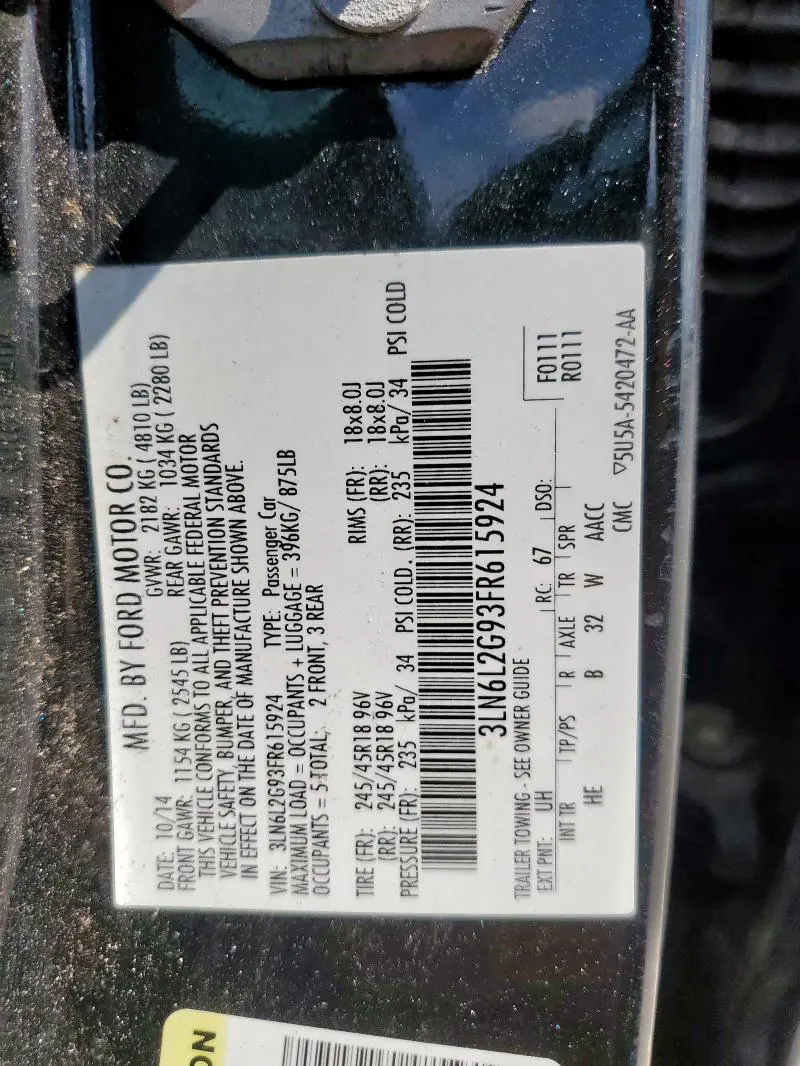 MFD. BY FORD MOTOR CO.
DATE: 10/14 GVWR: 2182 KG ( 4810 LB)
FRONT GAWR: 1154 KG ( 2545 LB) REAR GAWR: 1034 KG ( 2280 LB)
THIS VEHICLE CONFORMS TO ALL APPLICABLE FEDERAL MOTOR
VEHICLE SAFETY, BUMPER, AND THEFT PREVENTION STANDARDS
IN EFFECT ON THE DATE OF MANUFACTURE SHOWN ABOVE.
VIN: 3LN6L2G93FR615924 TYPE: Passenger Car
MAXIMUM LOAD = OCCUPANTS + LUGGAGE = 396KG/ 875LB
OCCUPANTS = 5 TOTAL; 2 FRONT, 3 REAR
TIRE (FR): 245/45R18 96V RIMS (FR): 18x8.0J
(RR): 245/45R18 96V (RR): 18x8.0J
PRESSURE (FR): 235 kPa/ 34 PSI COLD. (RR): 235 kPa/ 34 PSI COLD
3LN6L2G93FR615924
TRAILER TOWING - SEE OWNER GUIDE
F0111
R0111
EXT PNT: UH RC: 67 DSO:
INT TR TP/PS R AXLE TR SPR
HE B 32 W AACC
CMC ▽5U5A-5420472-AA
ON